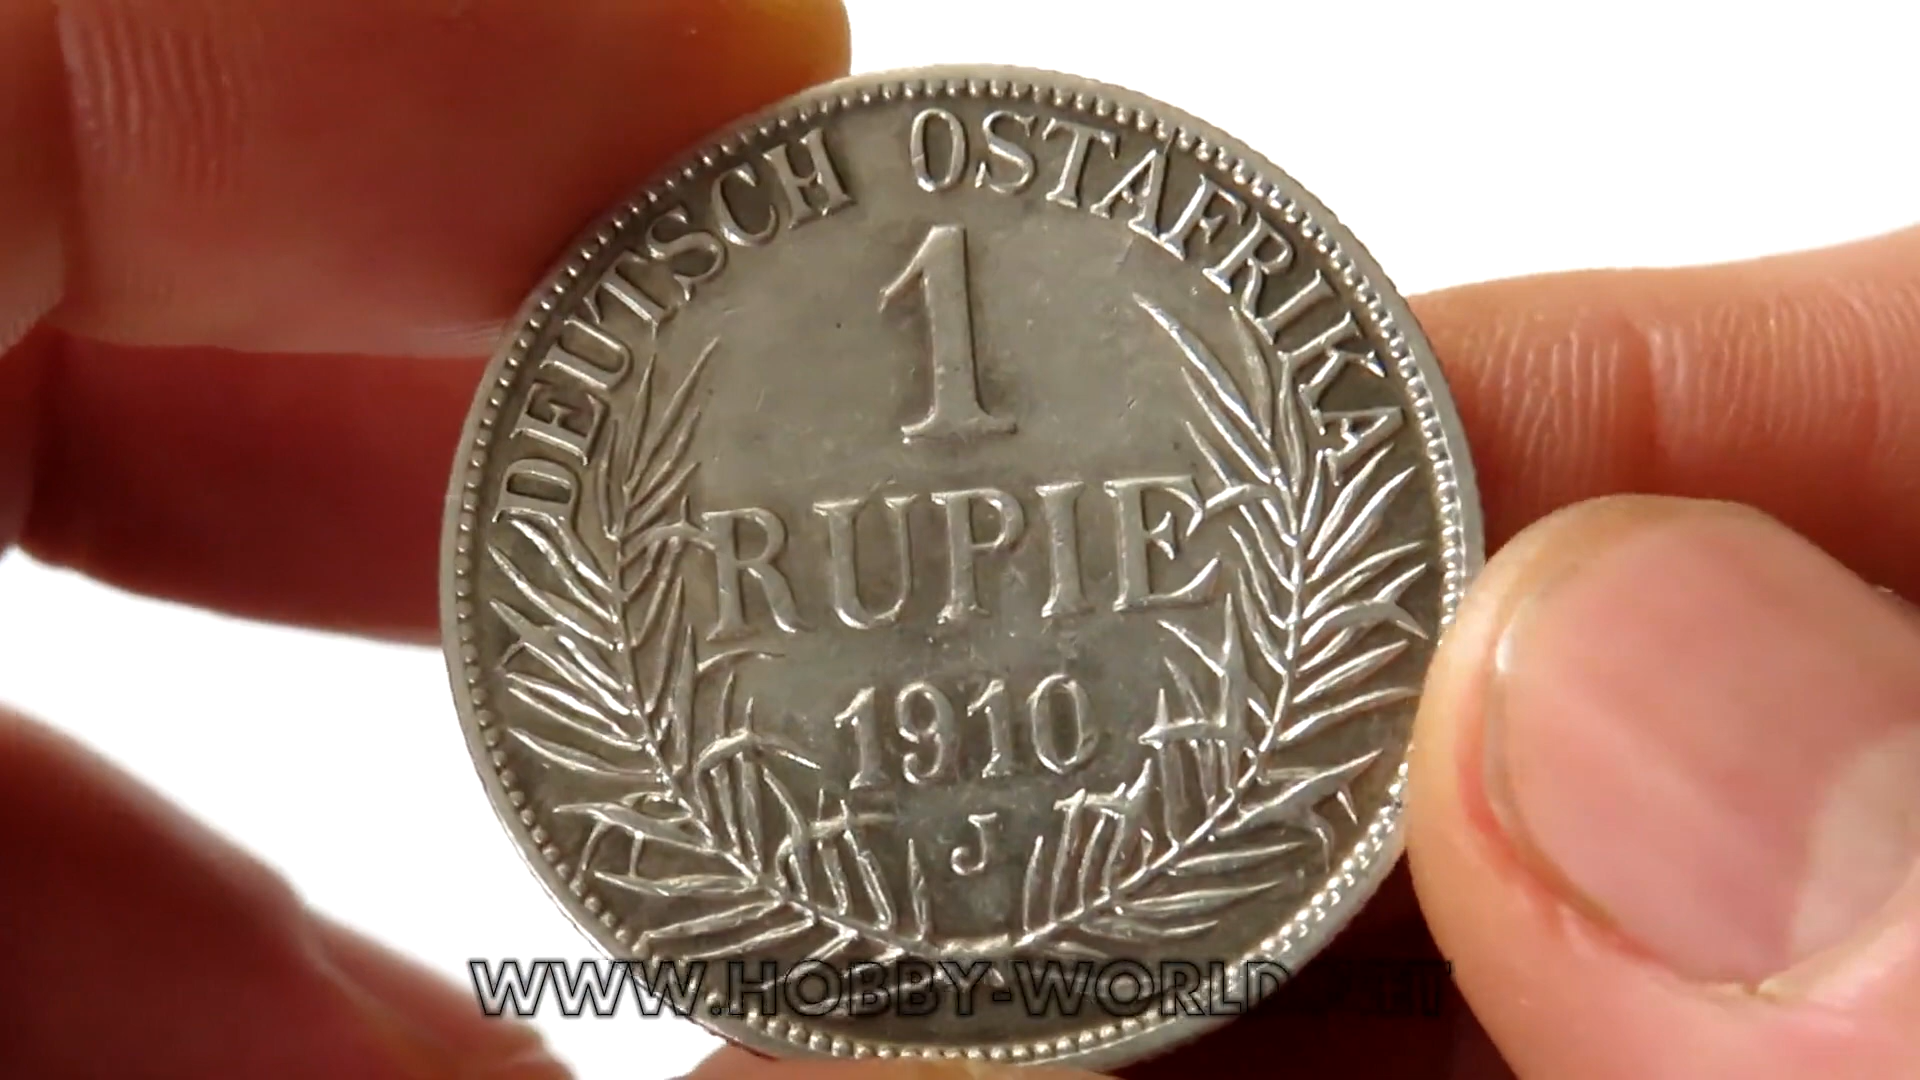 DEUTSCH OSTAFRIKA
1
RUPIE
1910
J
WWW.HOBBY-WORLD.NET